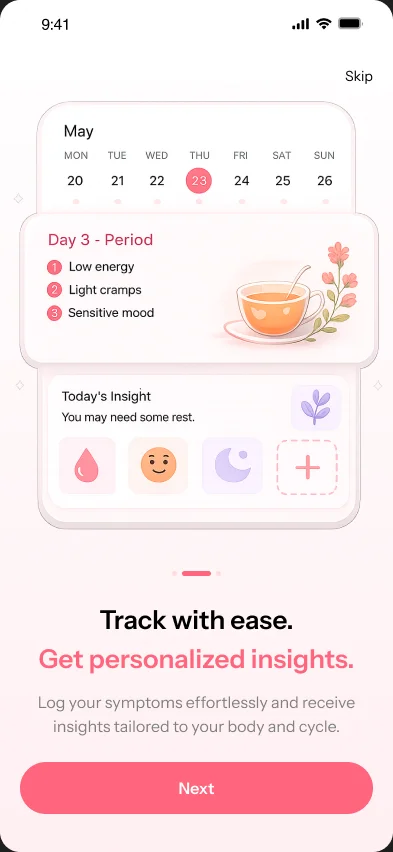 9:41
Skip
May
MON TUE WED THU FRI SAT SUN
20 21 22 23 24 25 26
Day 3 - Period
1 Low energy
2 Light cramps
3 Sensitive mood
Today's Insight
You may need some rest.
Track with ease.
Get personalized insights.
Log your symptoms effortlessly and receive
insights tailored to your body and cycle.
Next